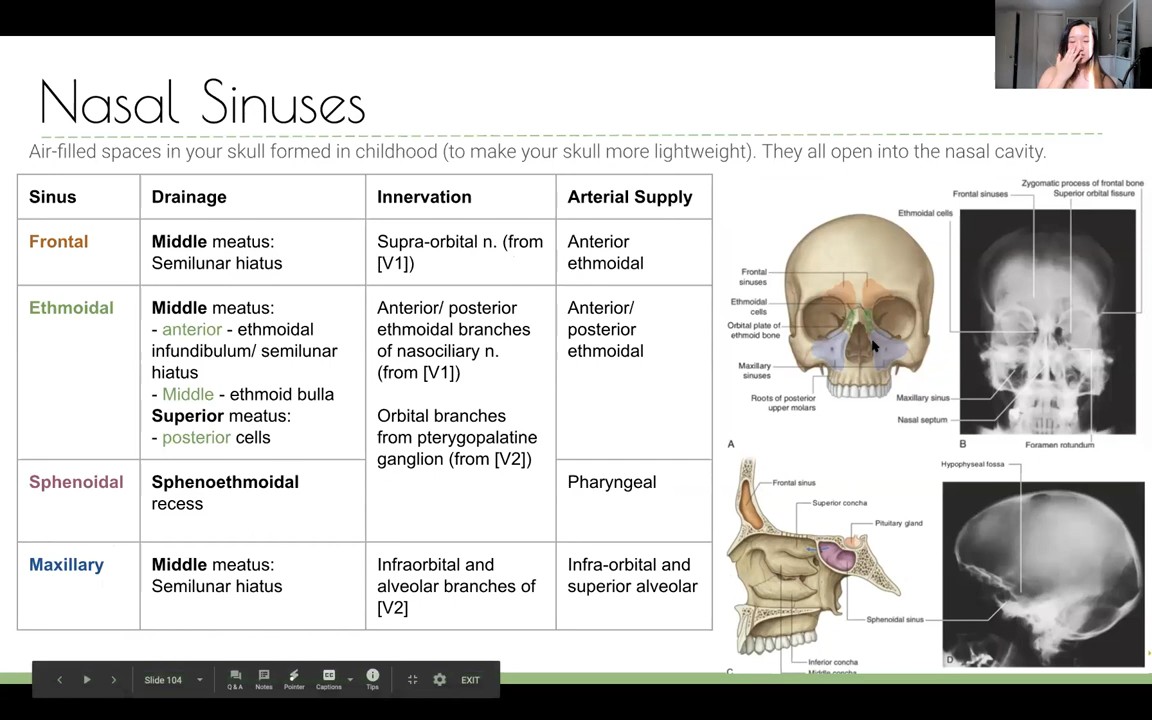 Nasal Sinuses
Air-filled spaces in your skull formed in childhood (to make your skull more lightweight). They all open into the nasal cavity.
Sinus
Drainage
Innervation
Arterial Supply
Frontal
Middle meatus:
Semilunar hiatus
Supra-orbital n. (from
[V1])
Anterior
ethmoidal
Ethmoidal
Middle meatus:
- anterior - ethmoidal
infundibulum/ semilunar
hiatus
- Middle - ethmoid bulla
Superior meatus:
- posterior cells
Anterior/ posterior
ethmoidal branches
of nasociliary n.
(from [V1])
Orbital branches
from pterygopalatine
ganglion (from [V2])
Anterior/
posterior
ethmoidal
Sphenoidal
Sphenoethmoidal
recess
Pharyngeal
Maxillary
Middle meatus:
Semilunar hiatus
Infraorbital and
alveolar branches of
[V2]
Infra-orbital and
superior alveolar
Frontal
sinuses
Ethmoidal
cells
Orbital plate of
ethmoid bone
Maxillary
sinuses
Roots of posterior
upper molars
A
Zygomatic process of frontal bone
Frontal sinuses
Superior orbital fissure
Ethmoidal cells
Maxillary sinus
Nasal septum
B
Foramen rotundum
Frontal sinus
Superior concha
Pituitary gland
Inferior concha
Middle concha
C
Hypophyseal fossa
Sphenoidal sinus
D
Slide 104
Q & A
Notes
Pointer
CC
Captions
Tips
EXIT